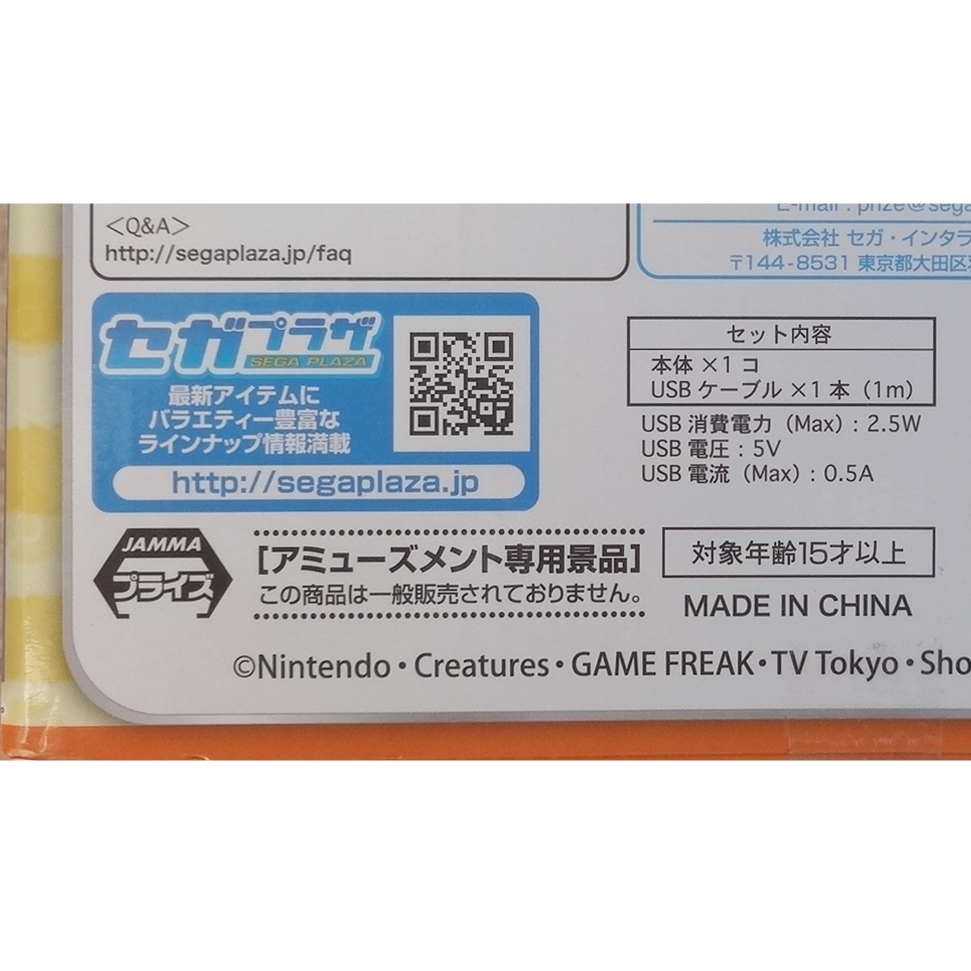 <Q&A>
http://segaplaza.jp/faq
E-mail : prize@sega
株式会社 セガ・インタラ
〒144-8531 東京都大田区
セガプラザ
SEGA PLAZA
最新アイテムに
バラエティー豊富な
ラインナップ情報満載
http://segaplaza.jp
セット内容
本体 ×1 コ
USB ケーブル ×1 本（1m）
USB 消費電力（Max）: 2.5W
USB 電圧 : 5V
USB 電流（Max）: 0.5A
JAMMA
プライズ
[アミューズメント専用景品]
この商品は一般販売されておりません。
対象年齢15才以上
MADE IN CHINA
©Nintendo・Creatures・GAME FREAK・TV Tokyo・Sho